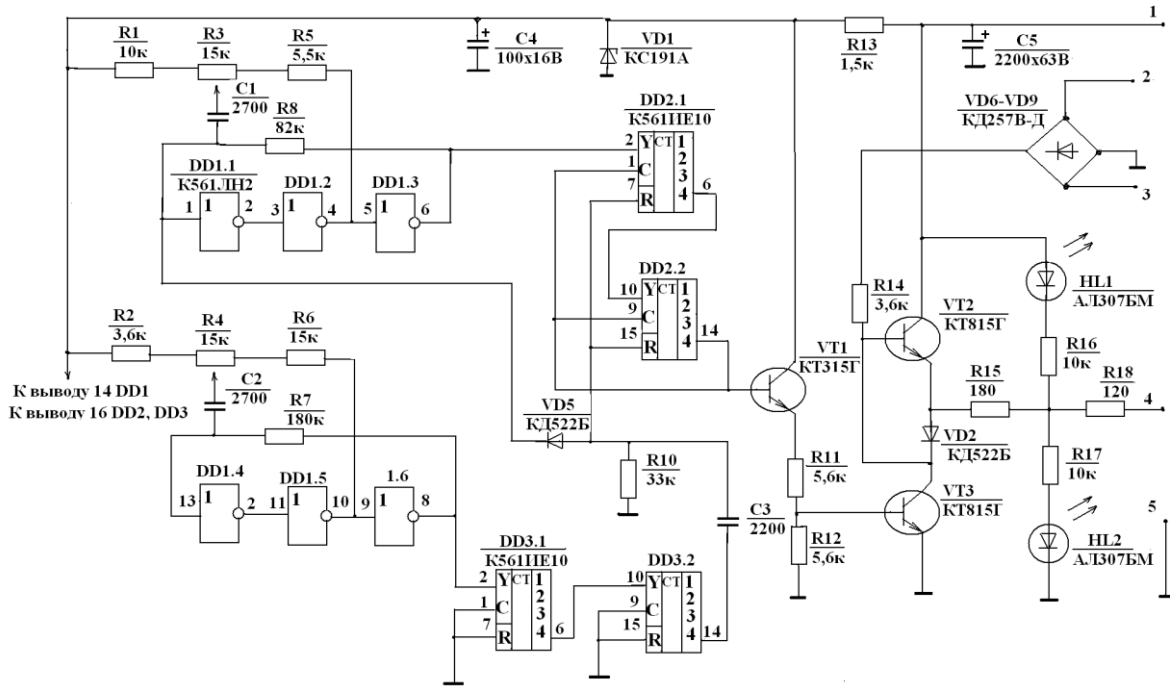 1
R1
10к
R3
15к
R5
5,5к
C4
100х16В
VD1
КС191А
R13
1,5к
C5
2200х63В
2
VD6-VD9
КД257В-Д
3
C1
2700
R8
82к
DD2.1
К561ИЕ10
2 Y СТ 1
1 C 2
3
7 R 4 6
DD1.1
К561ЛН2
DD1.2
DD1.3
1 1 2
3 1 4
5 1 6
DD2.2
10 Y СТ 1
9 C 2
3
15 R 4 14
R14
3,6к
VT2
КТ815Г
HL1
АЛ307БМ
R16
10к
R2
3,6к
R4
15к
R6
15к
C2
2700
R7
180к
К выводу 14 DD1
К выводу 16 DD2, DD3
VT1
КТ315Г
R15
180
R18
120
4
VD5
КД522Б
VD2
КД522Б
R10
33к
R11
5,6к
R17
10к
DD1.4
DD1.5
1.6
13 1 2
11 1 10
9 1 8
C3
2200
VT3
КТ815Г
R12
5,6к
HL2
АЛ307БМ
5
DD3.1
К561ИЕ10
2 Y СТ 1
1 C 2
3
7 R 4 6
DD3.2
10 Y СТ 1
9 C 2
3
15 R 4 14